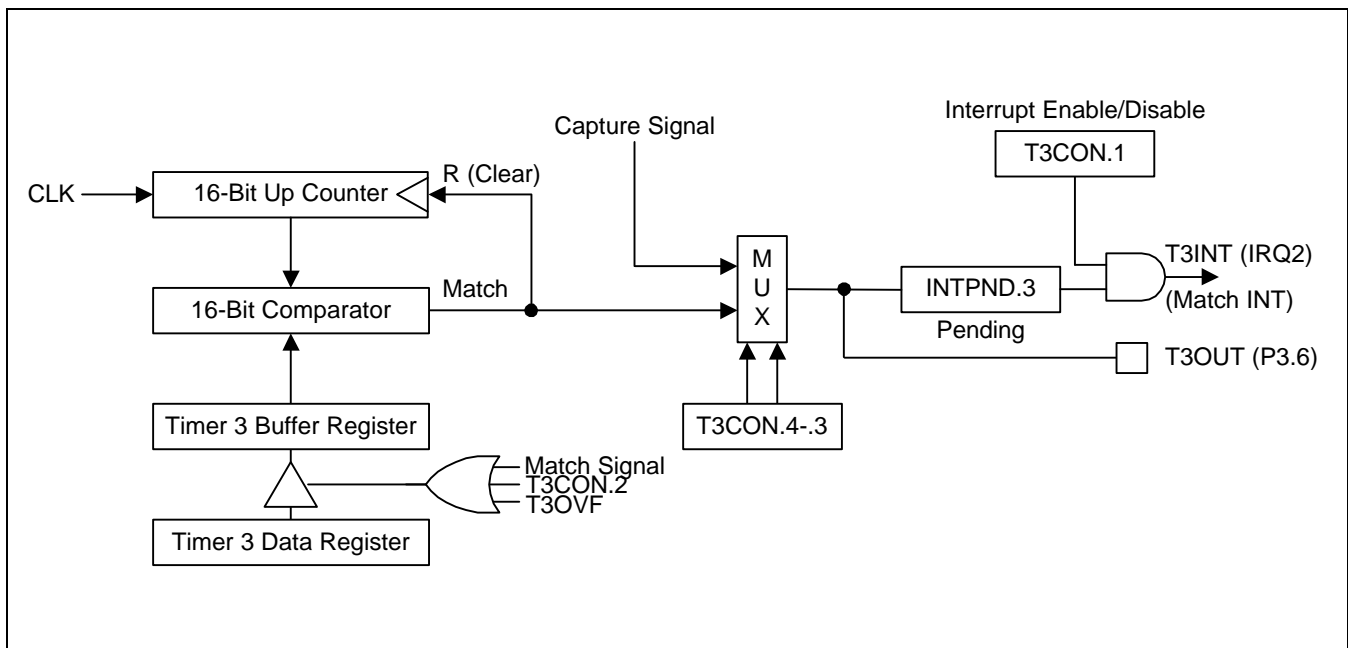 Interrupt Enable/Disable
Capture Signal
T3CON.1
R (Clear)
CLK
16-Bit Up Counter
M
U
X
T3INT (IRQ2)
16-Bit Comparator
Match
INTPND.3
(Match INT)
Pending
T3OUT (P3.6)
Timer 3 Buffer Register
T3CON.4-.3
Match Signal
T3CON.2
T3OVF
Timer 3 Data Register